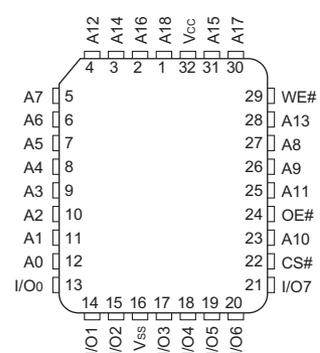 A12 A14 A16 A18 Vcc A15 A17
4 3 2 1 32 31 30
A7 5 29 WE#
A6 6 28 A13
A5 7 27 A8
A4 8 26 A9
A3 9 25 A11
A2 10 24 OE#
A1 11 23 A10
A0 12 22 CS#
I/O0 13 21 I/O7
14 15 16 17 18 19 20
/O1 /O2 Vss /O3 /O4 /O5 /O6